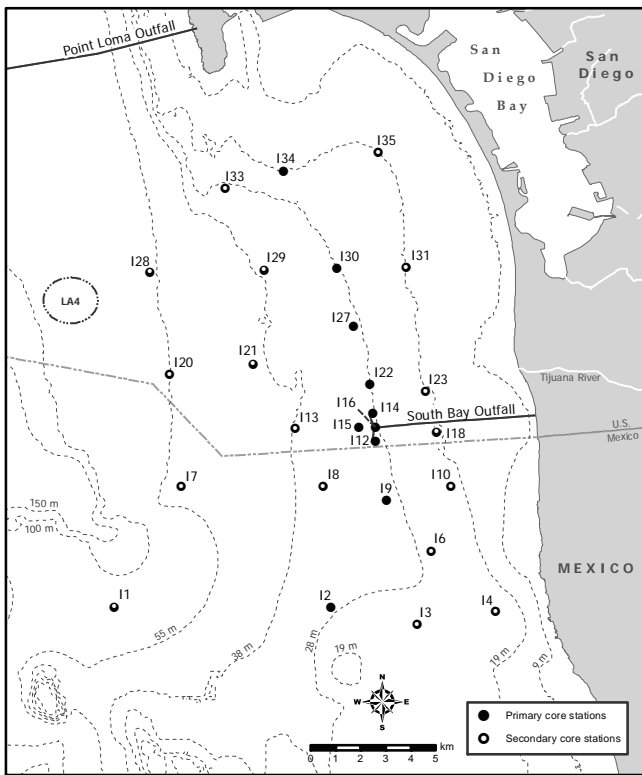 Point Loma Outfall
San
Diego
Bay
San
Diego
I35
I34
I33
I28
I29
I30
I31
LA4
I27
I20
I21
I22
I23
Tijuana River
I16
I14
South Bay Outfall
I13
I15
I12
I18
U.S.
Mexico
I7
I8
I9
I10
150 m
100 m
I6
MEXICO
I1
I2
I3
I4
55 m
38 m
28 m
19 m
19 m
9 m
N
W
E
S
Primary core stations
Secondary core stations
0 1 2 3 4 5 km